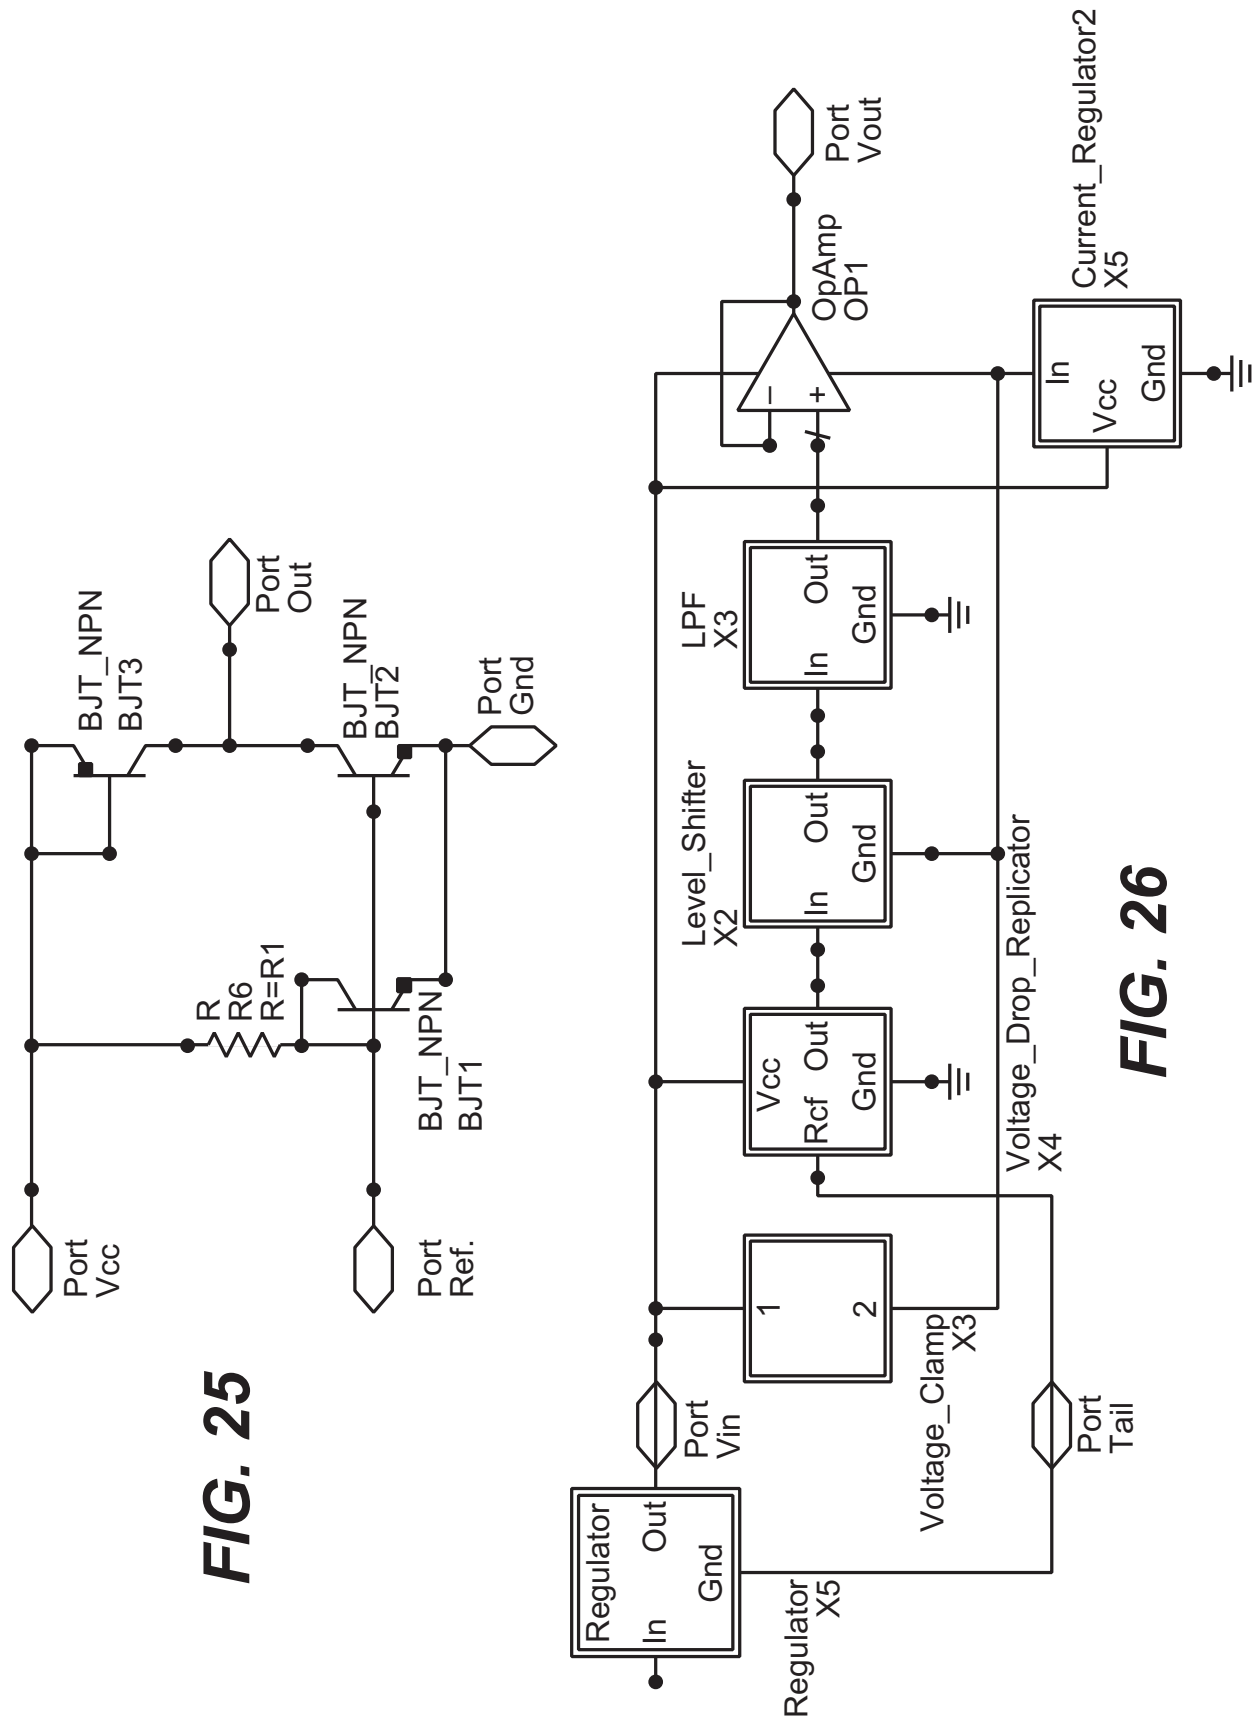 Port
Vcc
R
R6
R=R1
BJT_NPN
BJT3
Port
Out
BJT_NPN
BJT2
BJT_NPN
BJT1
Port
Ref.
Port
Gnd
FIG. 25
Regulator
In
Out
Gnd
Regulator
X5
Port
Vin
1
2
Voltage_Clamp
X3
Port
Tail
Vcc
Rcf
Out
Gnd
Voltage_Drop_Replicator
X4
Level_Shifter
X2
In
Out
Gnd
LPF
X3
In
Out
Gnd
–
+
OpAmp
OP1
Port
Vout
In
Vcc
Gnd
Current_Regulator2
X5
FIG. 26